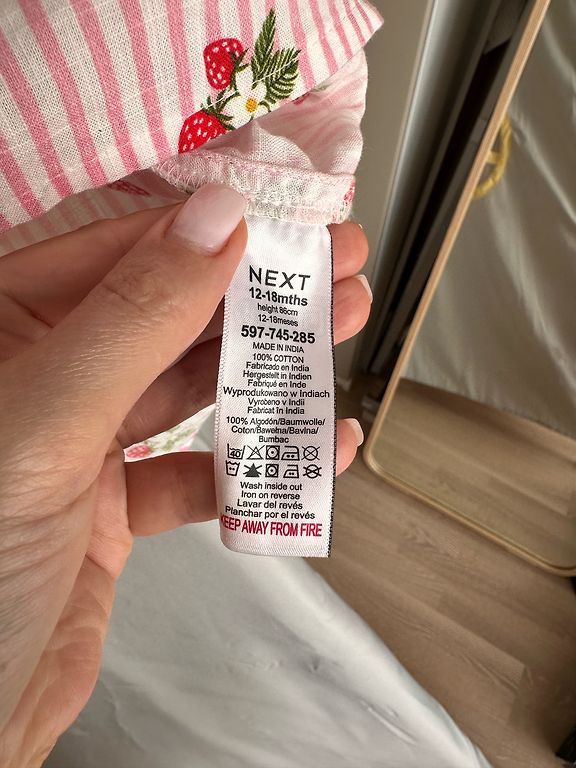 NEXT
12-18mths
height 86cm
12-18meses
597-745-285
MADE IN INDIA
100% COTTON
Fabricado en India
Hergestellt in Indien
Fabriqué en Inde
Wyprodukowano w Indiach
Vyrobeno v Indii
Fabricat în India
100% Algodón/Baumwolle/
Coton/Bawełna/Bavlna/
Bumbac
40
Wash inside out
Iron on reverse
Lavar del revés
Planchar por el revés
KEEP AWAY FROM FIRE